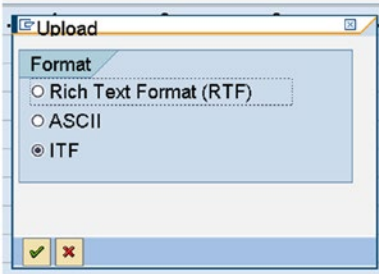 Upload
Format
Rich Text Format (RTF)
ASCII
ITF